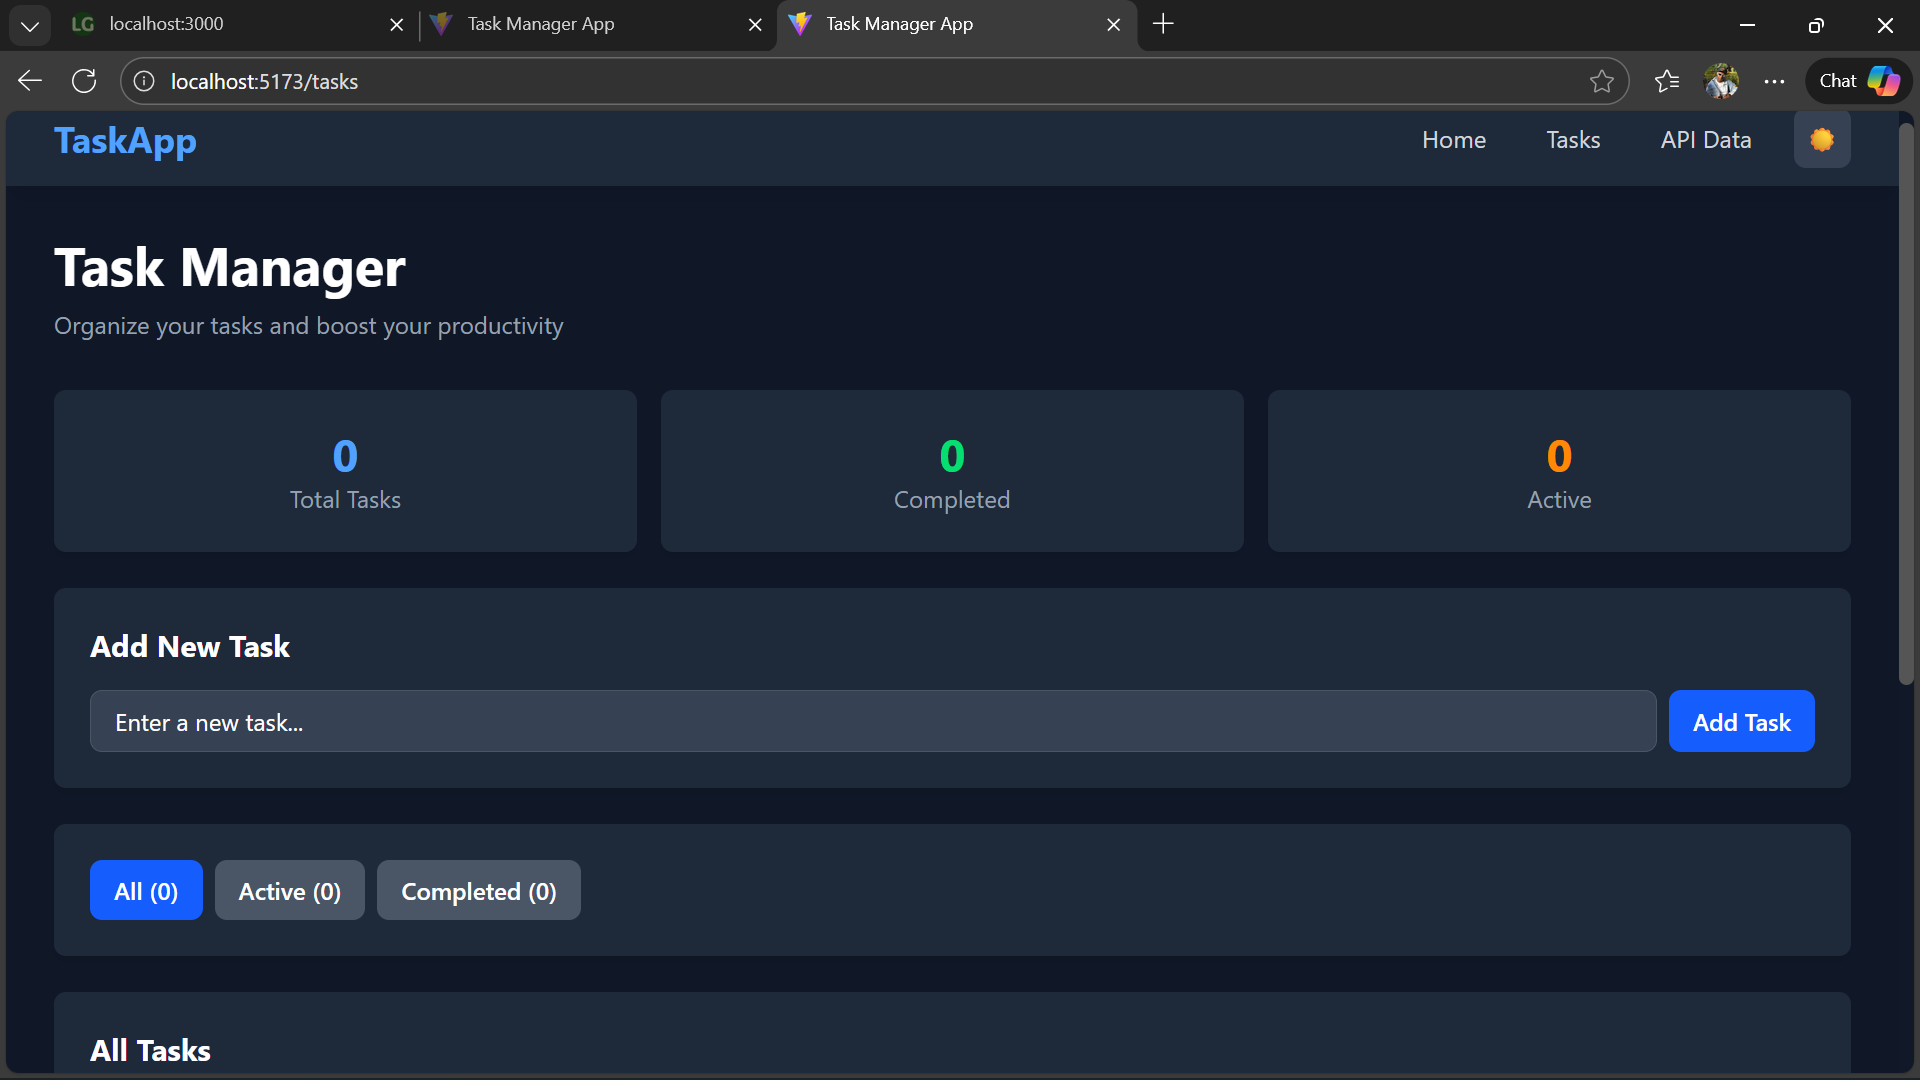 LG localhost:3000
Task Manager App
Task Manager App
localhost:5173/tasks
Chat
TaskApp
Home Tasks API Data
Task Manager
Organize your tasks and boost your productivity
0
Total Tasks
0
Completed
0
Active
Add New Task
Enter a new task...
Add Task
All (0)
Active (0)
Completed (0)
All Tasks